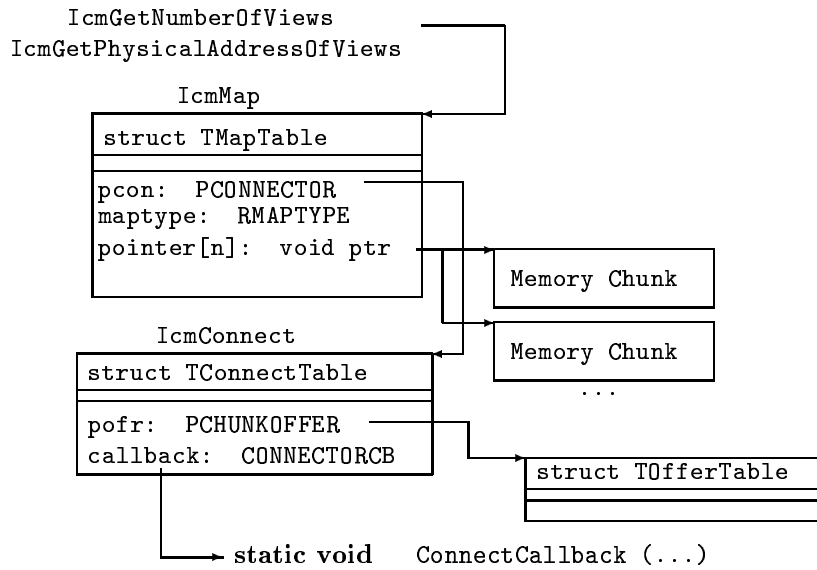 IcmGetNumberOfViews
IcmGetPhysicalAddressOfViews
IcmMap
struct TMapTable
pcon: PCONNECTOR
maptype: RMAPTYPE
pointer[n]: void ptr
Memory Chunk
Memory Chunk
...
IcmConnect
struct TConnectTable
pofr: PCHUNKOFFER
callback: CONNECTORCB
struct TOfferTable
static void ConnectCallback (...)